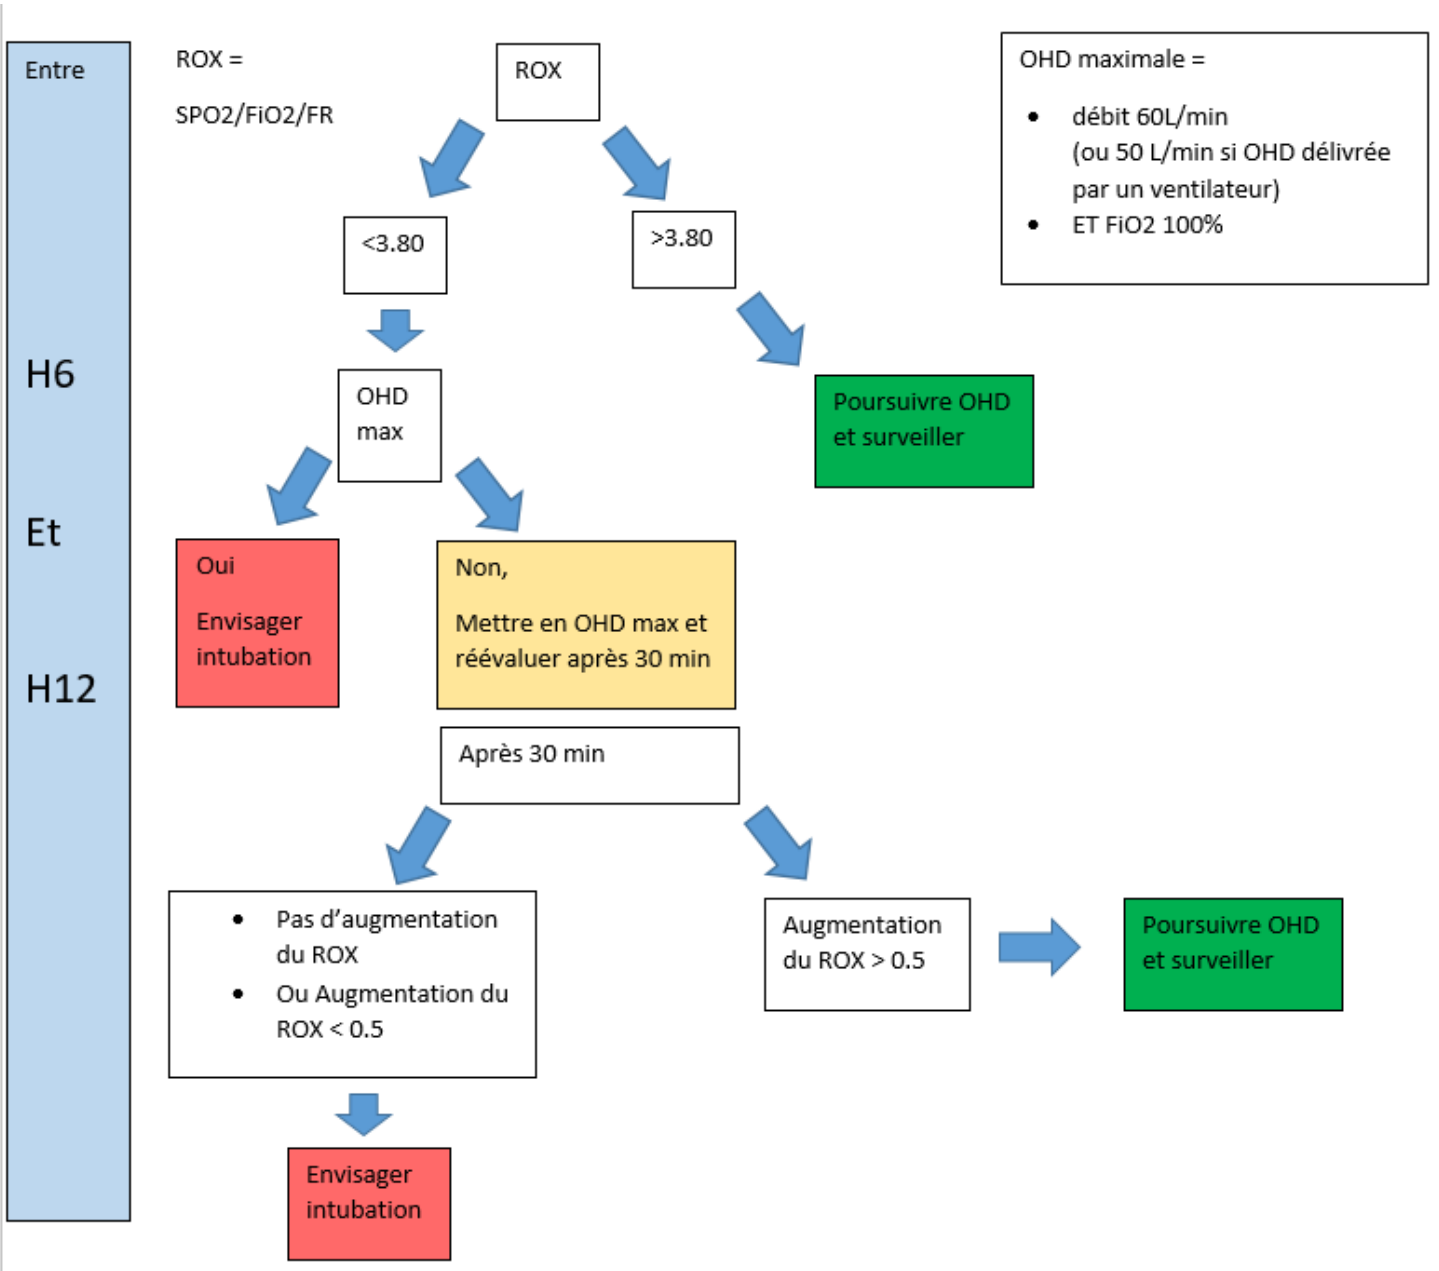 Entre
H6
Et
H12
ROX =
SPO2/FiO2/FR
ROX
OHD maximale =
• débit 60L/min
(ou 50 L/min si OHD délivrée
par un ventilateur)
• ET FiO2 100%
<3.80
>3.80
OHD
max
Poursuivre OHD
et surveiller
Oui
Envisager
intubation
Non,
Mettre en OHD max et
réévaluer après 30 min
Après 30 min
• Pas d’augmentation
du ROX
• Ou Augmentation du
ROX < 0.5
Augmentation
du ROX > 0.5
Poursuivre OHD
et surveiller
Envisager
intubation